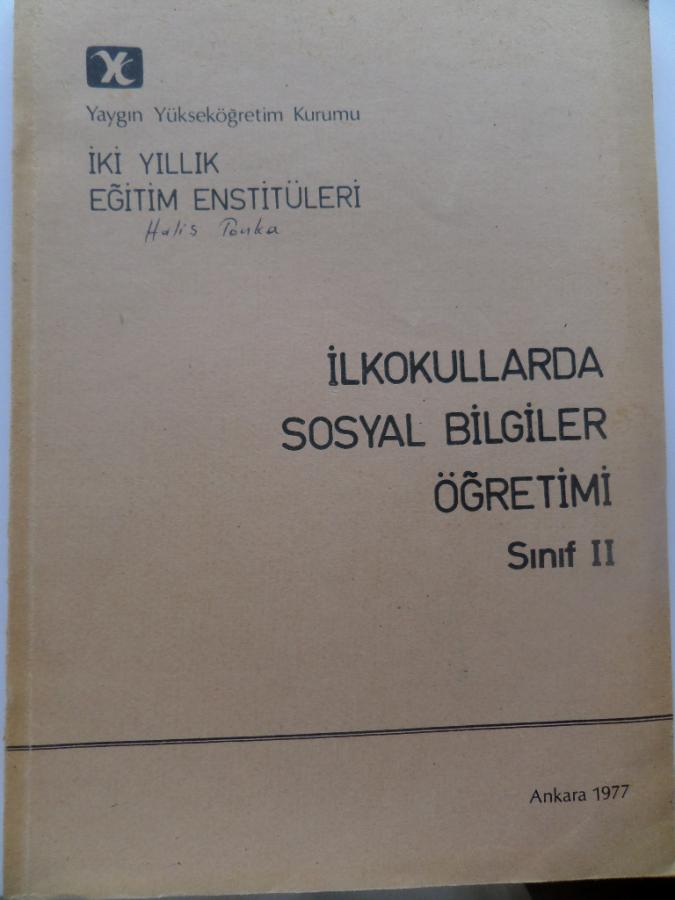 Yaygın Yükseköğretim Kurumu
İKİ YILLIK
EĞİTİM ENSTİTÜLERİ
Halis
İLKOKULLARDA
SOSYAL BİLGİLER
ÖĞRETİMİ
Sınıf II
Ankara 1977